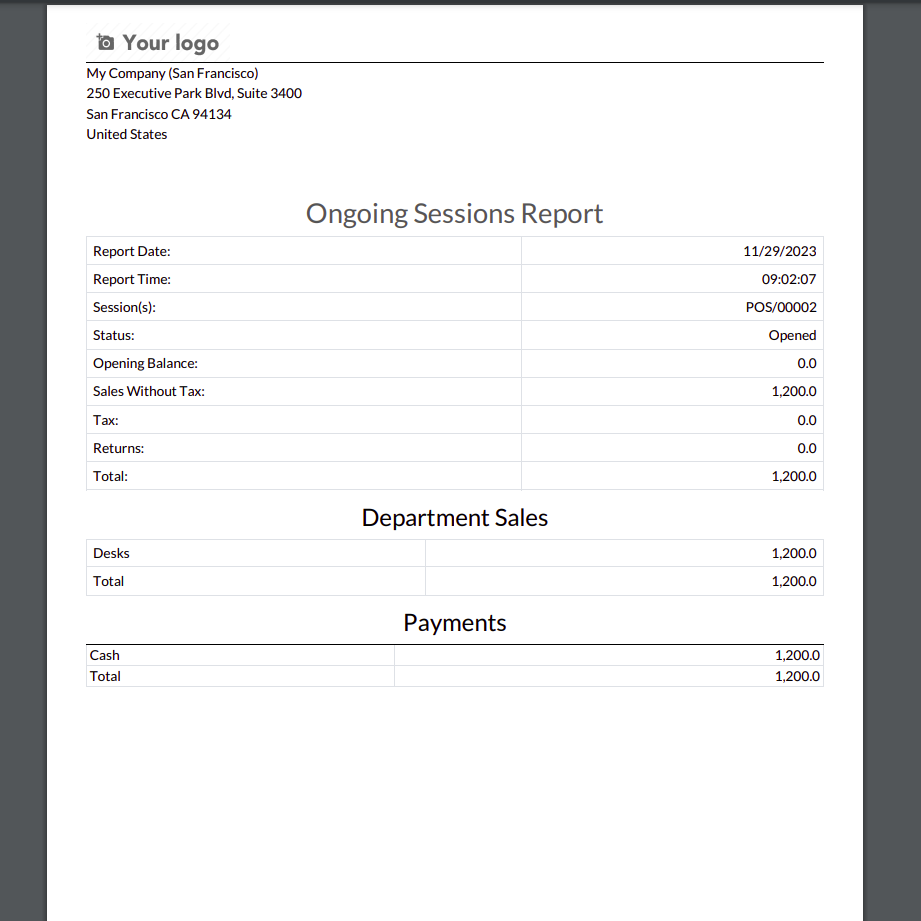 Your logo
My Company (San Francisco)
250 Executive Park Blvd, Suite 3400
San Francisco CA 94134
United States
Ongoing Sessions Report
Report Date: 11/29/2023
Report Time: 09:02:07
Session(s): POS/00002
Status: Opened
Opening Balance: 0.0
Sales Without Tax: 1,200.0
Tax: 0.0
Returns: 0.0
Total: 1,200.0
Department Sales
Desks 1,200.0
Total 1,200.0
Payments
Cash 1,200.0
Total 1,200.0